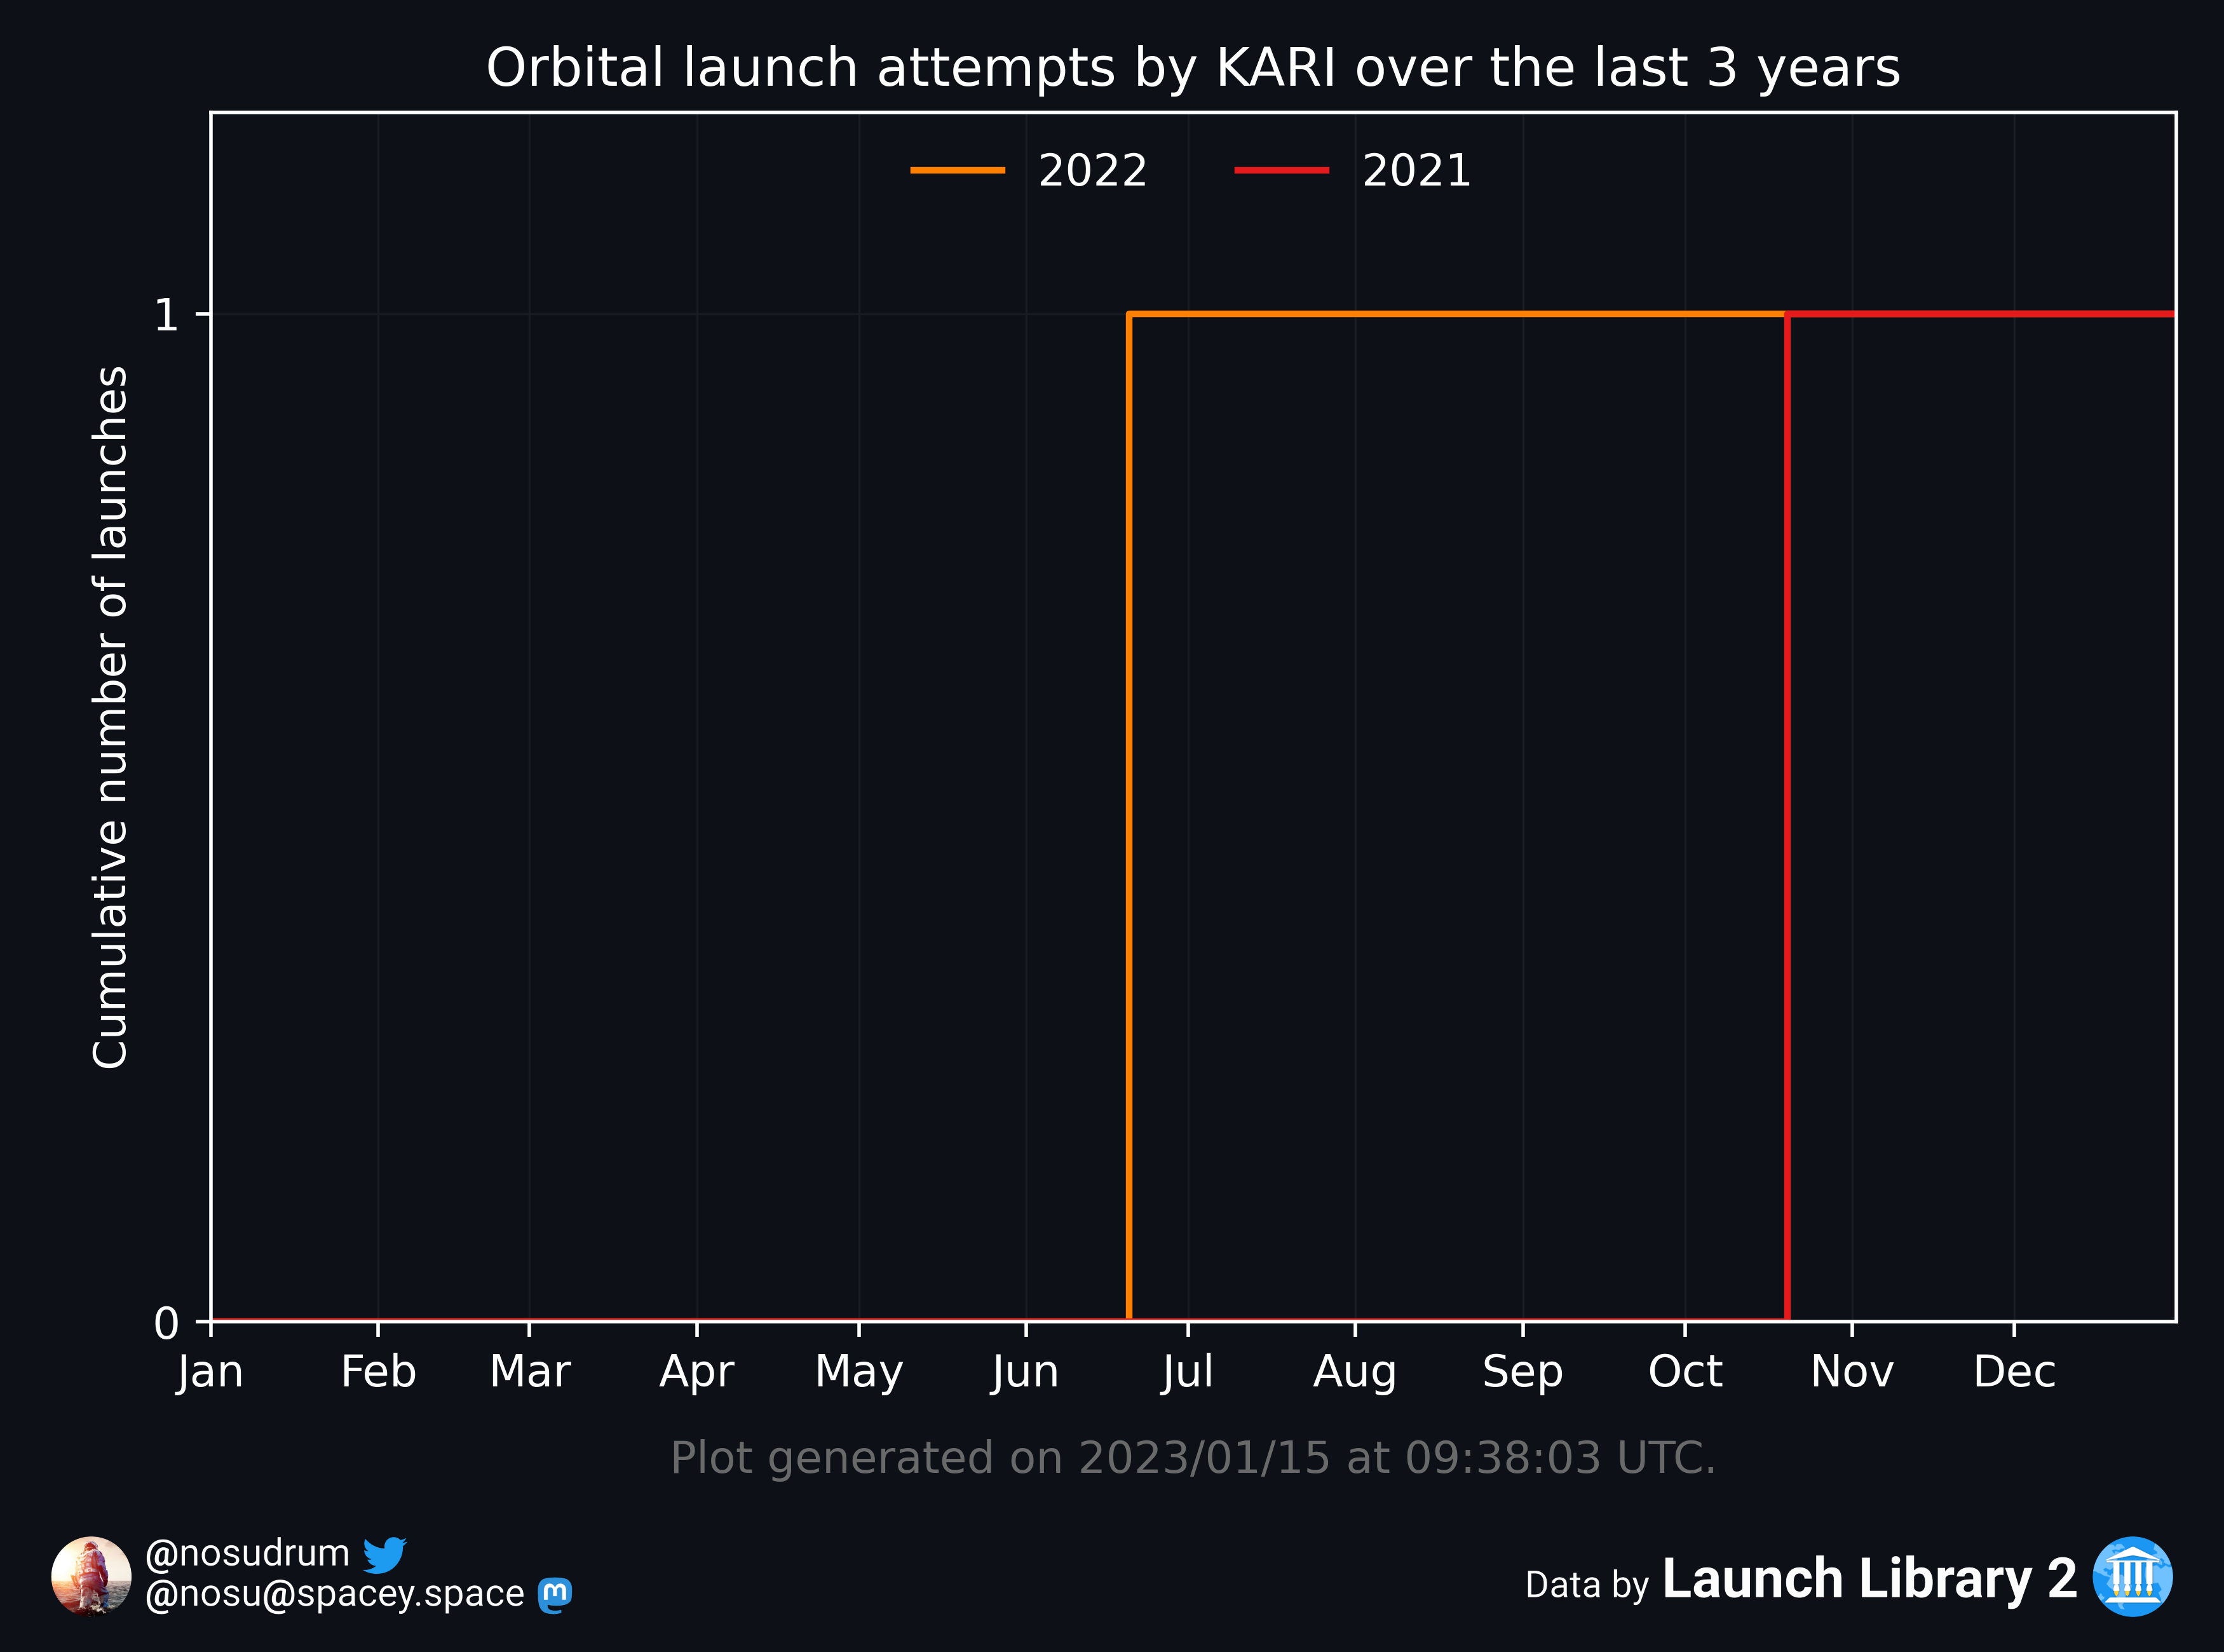 Orbital launch attempts by KARI over the last 3 years
2022 2021
Cumulative number of launches
1
0
Jan Feb Mar Apr May Jun Jul Aug Sep Oct Nov Dec
Plot generated on 2023/01/15 at 09:38:03 UTC.
@nosudrum
@nosu@spacey.space
Data by Launch Library 2